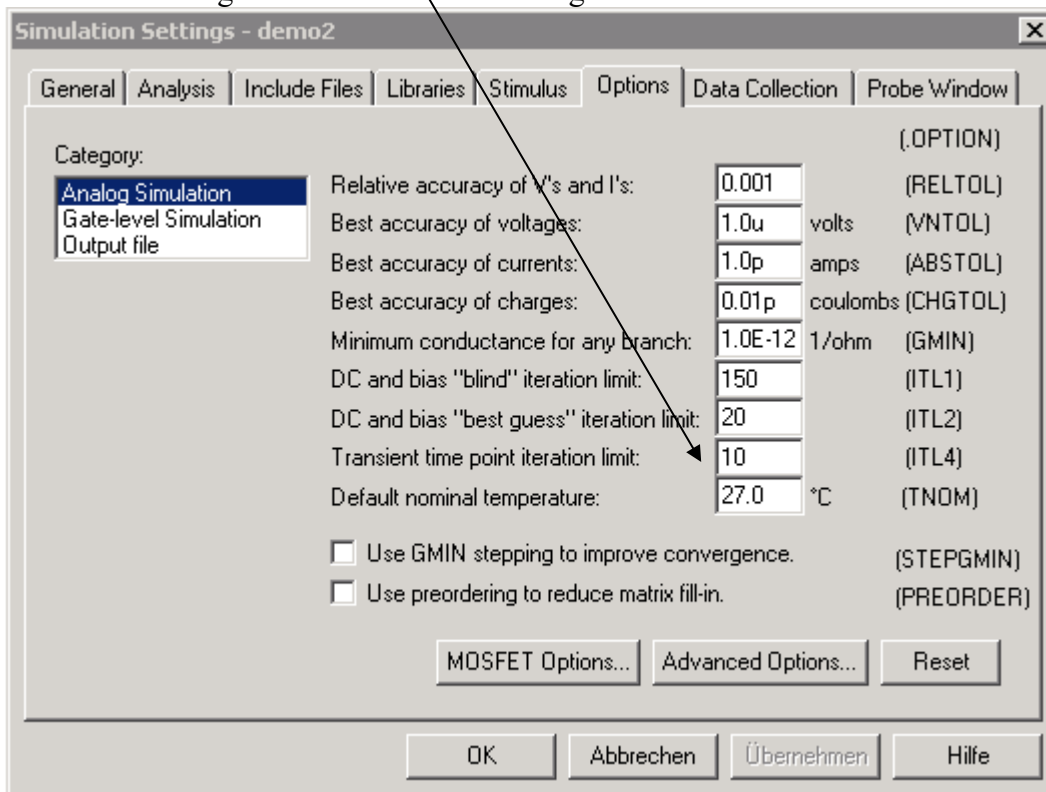 Simulation Settings - demo2
General Analysis Include Files Libraries Stimulus Options Data Collection Probe Window
(.OPTION)
Category:
Analog Simulation
Gate-level Simulation
Output file
Relative accuracy of V's and I's: 0.001 (RELTOL)
Best accuracy of voltages: 1.0u volts (VNTOL)
Best accuracy of currents: 1.0p amps (ABSTOL)
Best accuracy of charges: 0.01p coulombs (CHGTOL)
Minimum conductance for any branch: 1.0E-12 1/ohm (GMIN)
DC and bias "blind" iteration limit: 150 (ITL1)
DC and bias "best guess" iteration limit: 20 (ITL2)
Transient time point iteration limit: 10 (ITL4)
Default nominal temperature: 27.0 °C (TNOM)
Use GMIN stepping to improve convergence. (STEPGMIN)
Use preordering to reduce matrix fill-in. (PREORDER)
MOSFET Options... Advanced Options... Reset
OK Abbrechen Übernehmen Hilfe